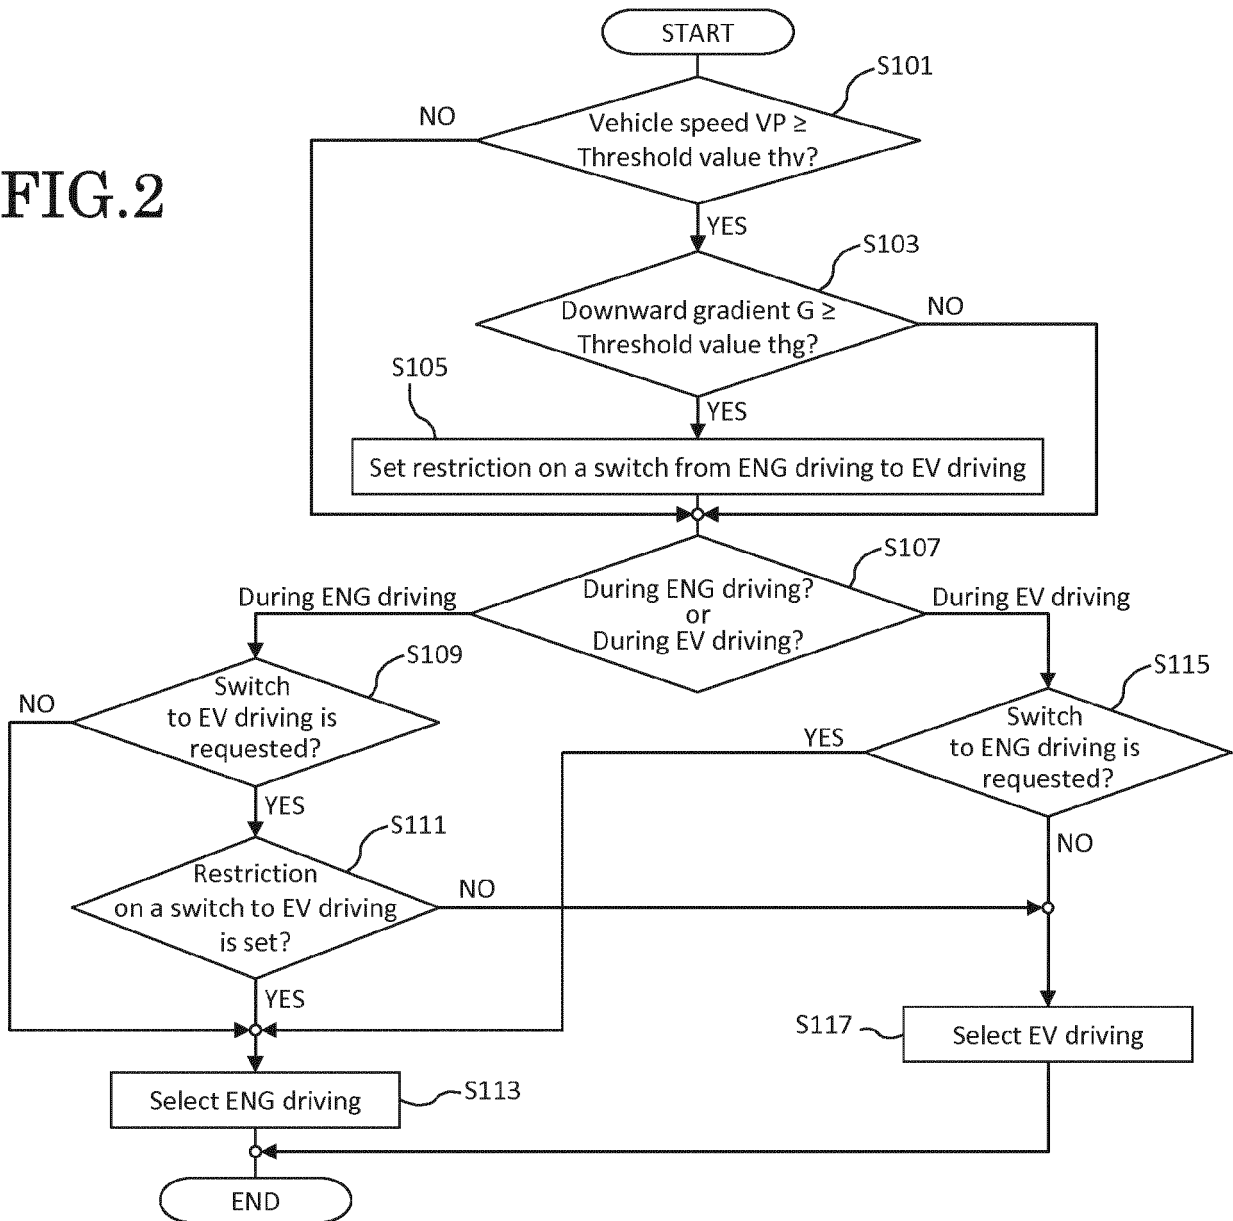 START
S101
NO
Vehicle speed VP ≥
Threshold value thv?
FIG.2
YES
S103
Downward gradient G ≥
Threshold value thg?
NO
S105
YES
Set restriction on a switch from ENG driving to EV driving
S107
During ENG driving
During ENG driving?
or
During EV driving?
During EV driving
S109
S115
NO
Switch
to EV driving is
requested?
YES
Switch
to ENG driving is
requested?
YES
S111
NO
Restriction
on a switch to EV driving
is set?
NO
YES
S117
Select EV driving
Select ENG driving
S113
END